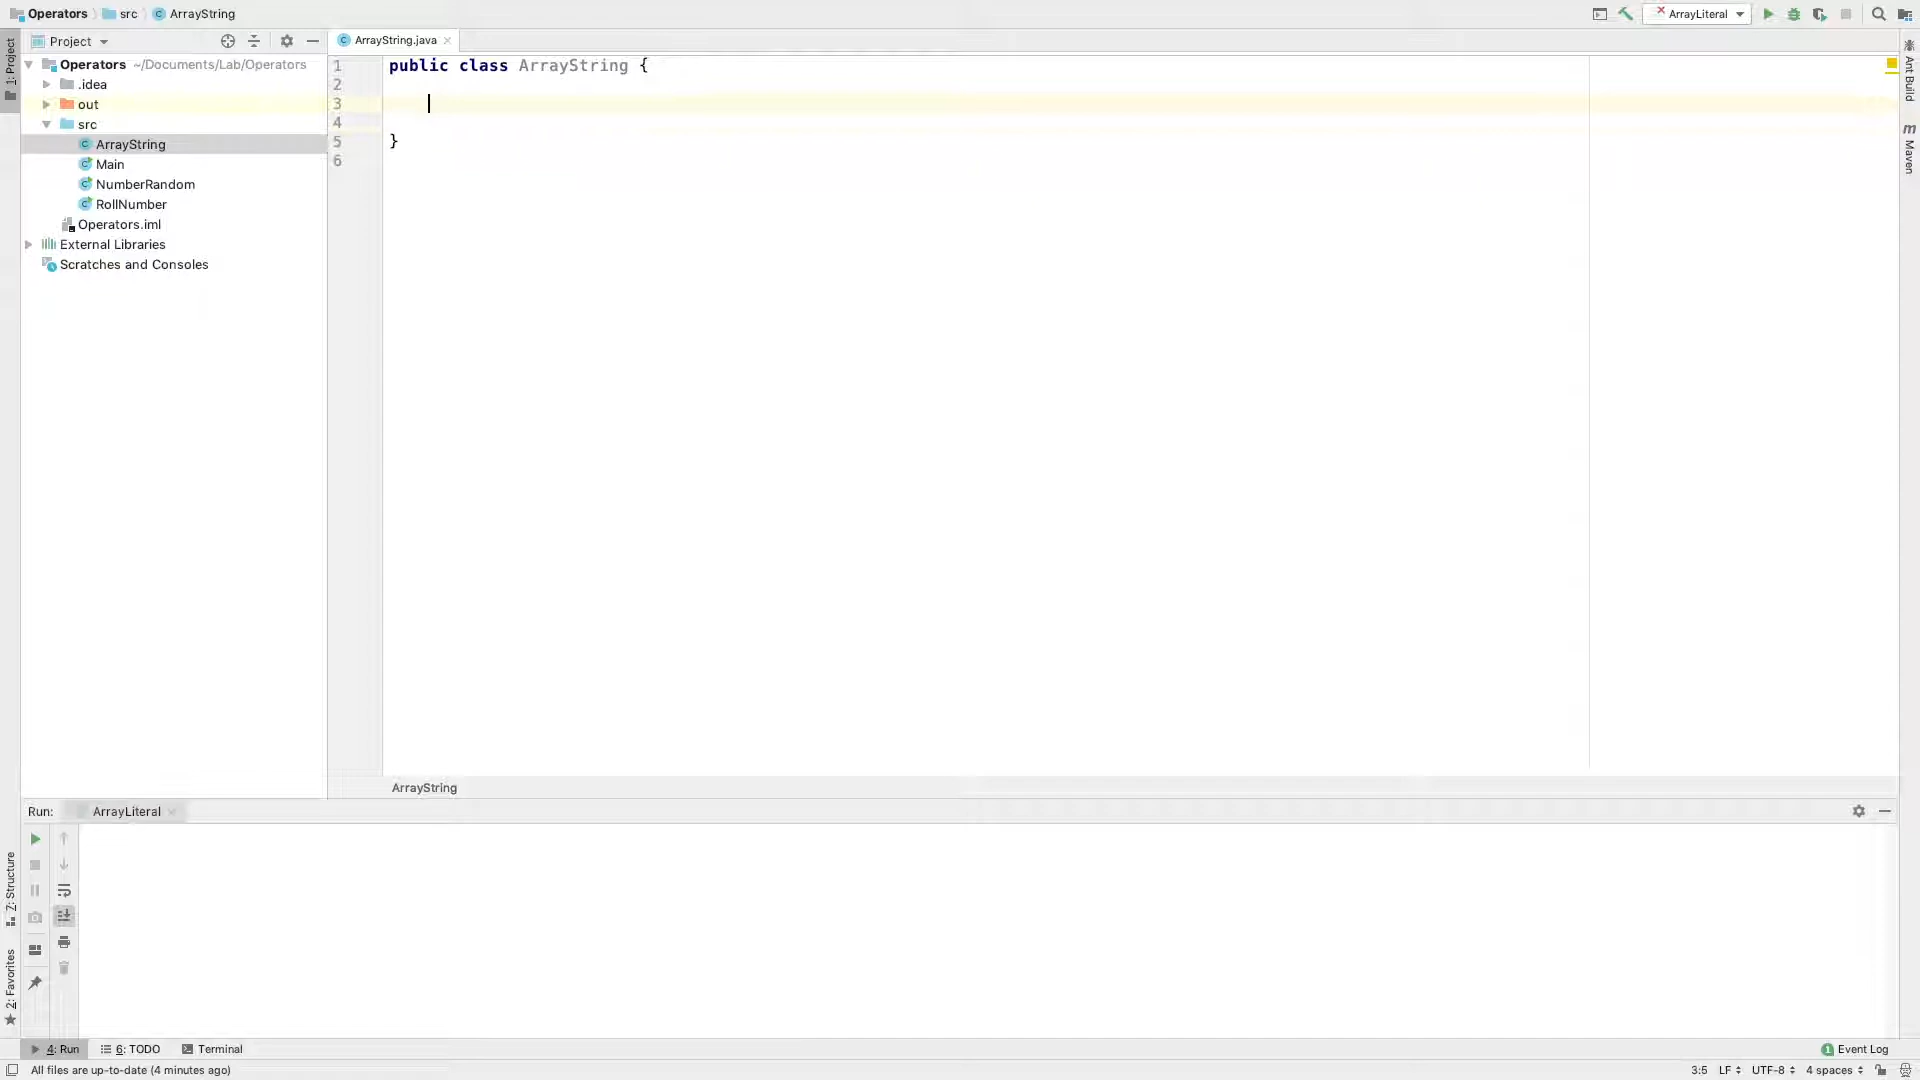 Operators src ArrayString
ArrayLiteral
1: Project
Project
ArrayString.java
Operators ~/Documents/Lab/Operators
.idea
out
src
ArrayString
Main
NumberRandom
RollNumber
Operators.iml
External Libraries
Scratches and Consoles
1 public class ArrayString {
2
3
4
5 }
6
Ant Build
m Maven
ArrayString
Run: ArrayLiteral
Z: Structure
2: Favorites
4: Run 6: TODO Terminal
1 Event Log
All files are up-to-date (4 minutes ago)
3:5 LF UTF-8 4 spaces